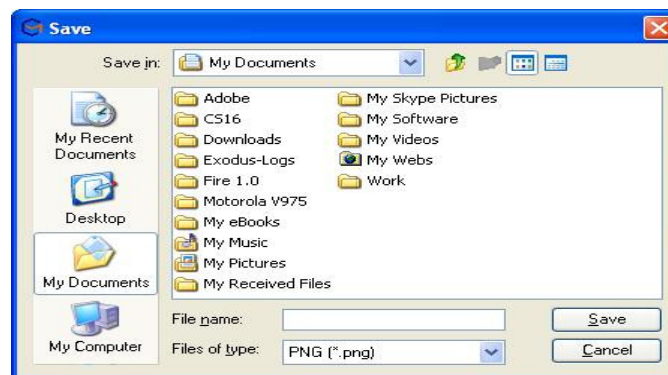 Save
Save in: My Documents
My Recent
Documents
Desktop
My Documents
My Computer
Adobe
CS16
Downloads
Exodus-Logs
Fire 1.0
Motorola V975
My eBooks
My Music
My Pictures
My Received Files
My Skype Pictures
My Software
My Videos
My Webs
Work
File name:
Save
Files of type: PNG (*.png)
Cancel